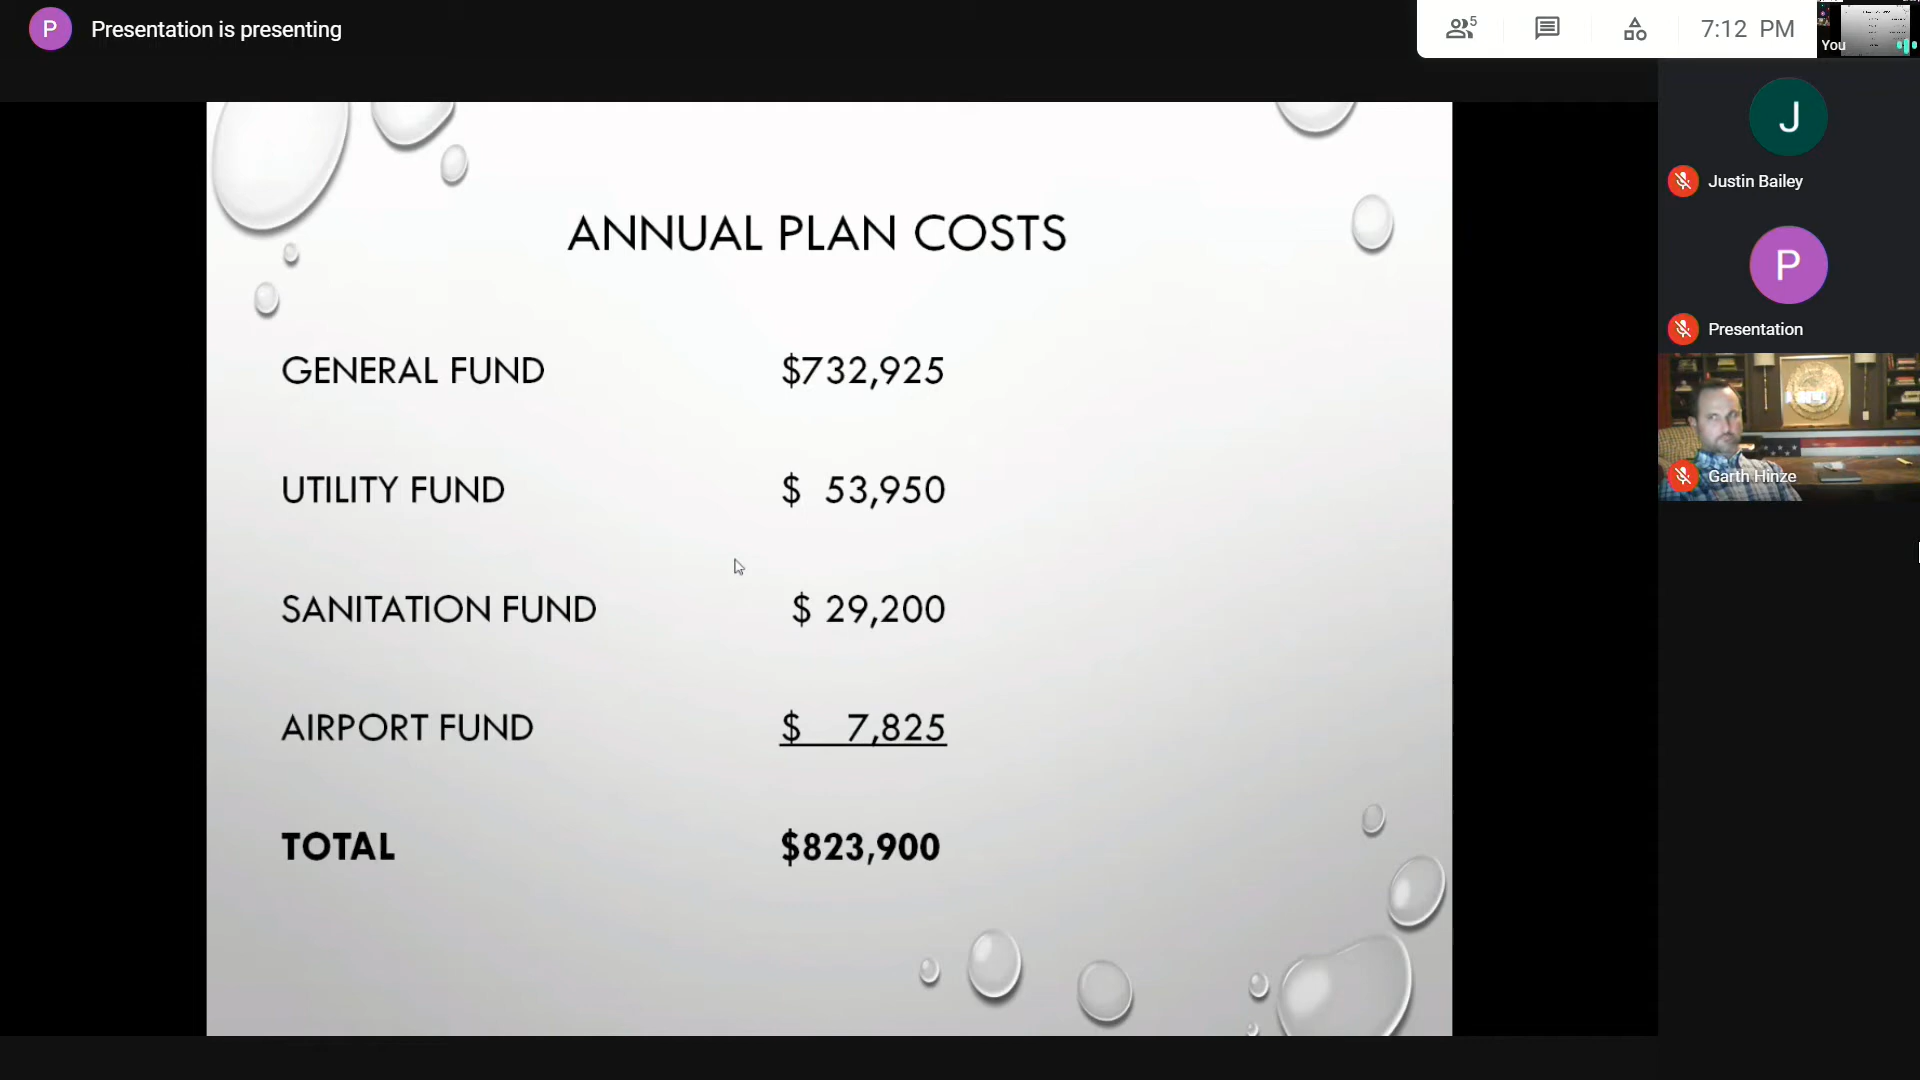 P Presentation is presenting
5
7:12 PM
You
J
Justin Bailey
P
Presentation
Garth Hinze
ANNUAL PLAN COSTS
GENERAL FUND $732,925
UTILITY FUND $ 53,950
SANITATION FUND $ 29,200
AIRPORT FUND $ 7,825
TOTAL $823,900